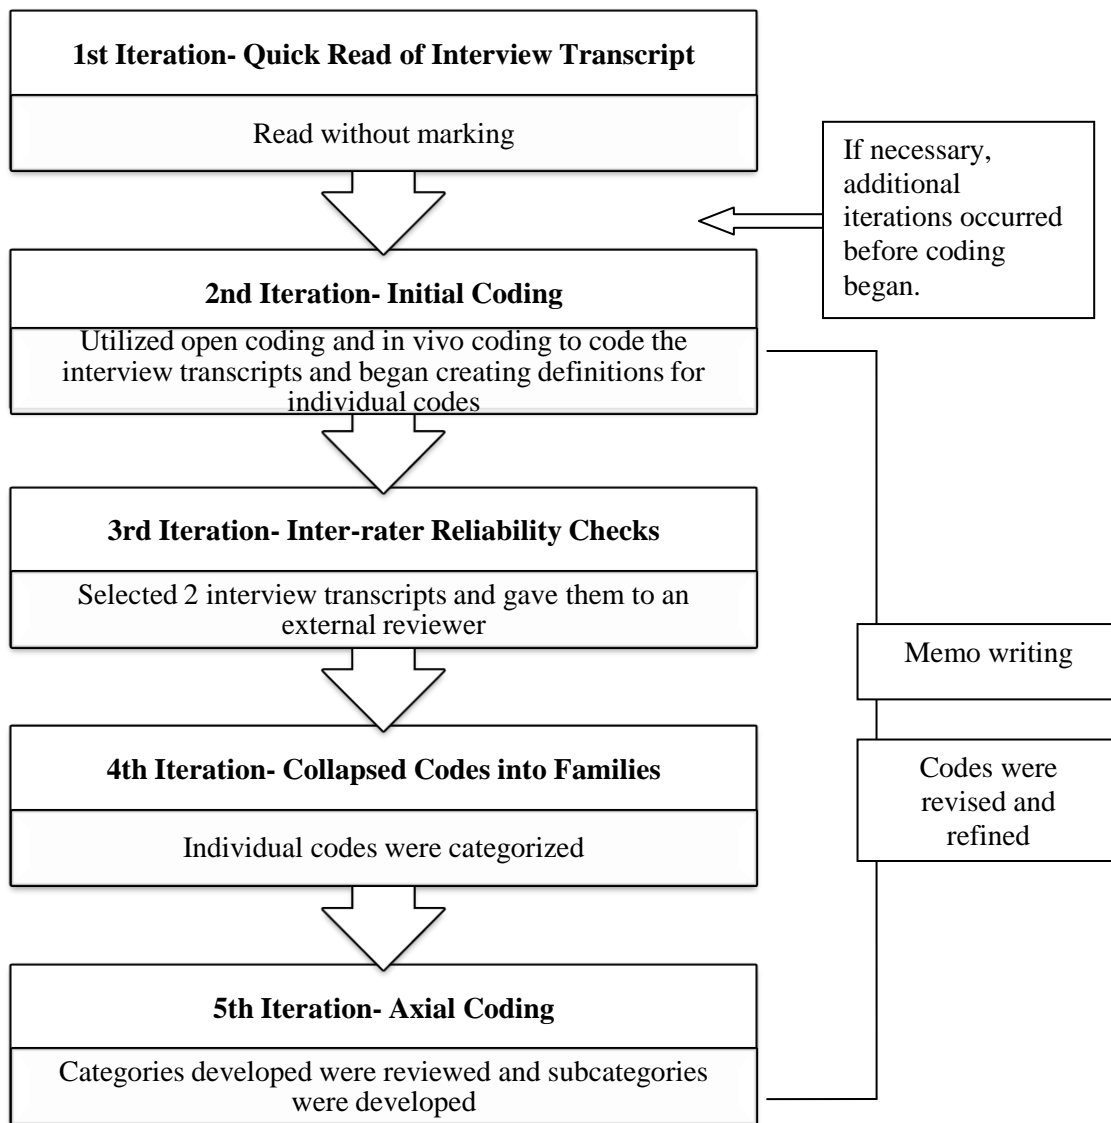 1st Iteration- Quick Read of Interview Transcript
Read without marking
If necessary,
additional
iterations occurred
before coding
began.
2nd Iteration- Initial Coding
Utilized open coding and in vivo coding to code the
interview transcripts and began creating definitions for
individual codes
3rd Iteration- Inter-rater Reliability Checks
Selected 2 interview transcripts and gave them to an
external reviewer
Memo writing
4th Iteration- Collapsed Codes into Families
Individual codes were categorized
Codes were
revised and
refined
5th Iteration- Axial Coding
Categories developed were reviewed and subcategories
were developed